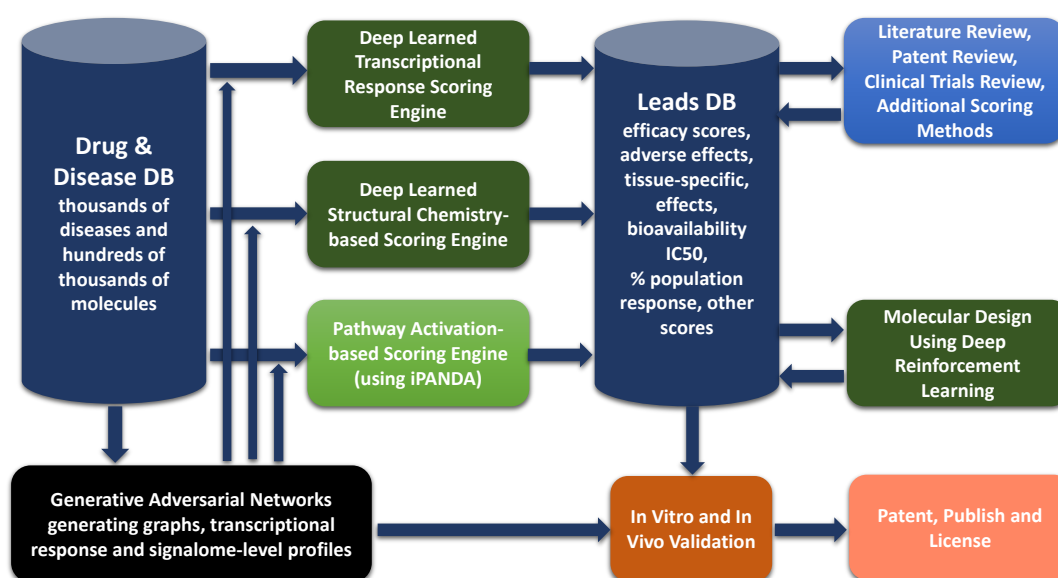 Drug &
Disease DB
thousands of
diseases and
hundreds of
thousands of
molecules
Deep Learned
Transcriptional
Response Scoring
Engine
Deep Learned
Structural Chemistry-
based Scoring Engine
Pathway Activation-
based Scoring Engine
(using iPANDA)
Leads DB
efficacy scores,
adverse effects,
tissue-specific,
effects,
bioavailability
IC50,
% population
response, other
scores
Literature Review,
Patent Review,
Clinical Trials Review,
Additional Scoring
Methods
Molecular Design
Using Deep
Reinforcement
Learning
Generative Adversarial Networks
generating graphs, transcriptional
response and signalome-level profiles
In Vitro and In
Vivo Validation
Patent, Publish and
License